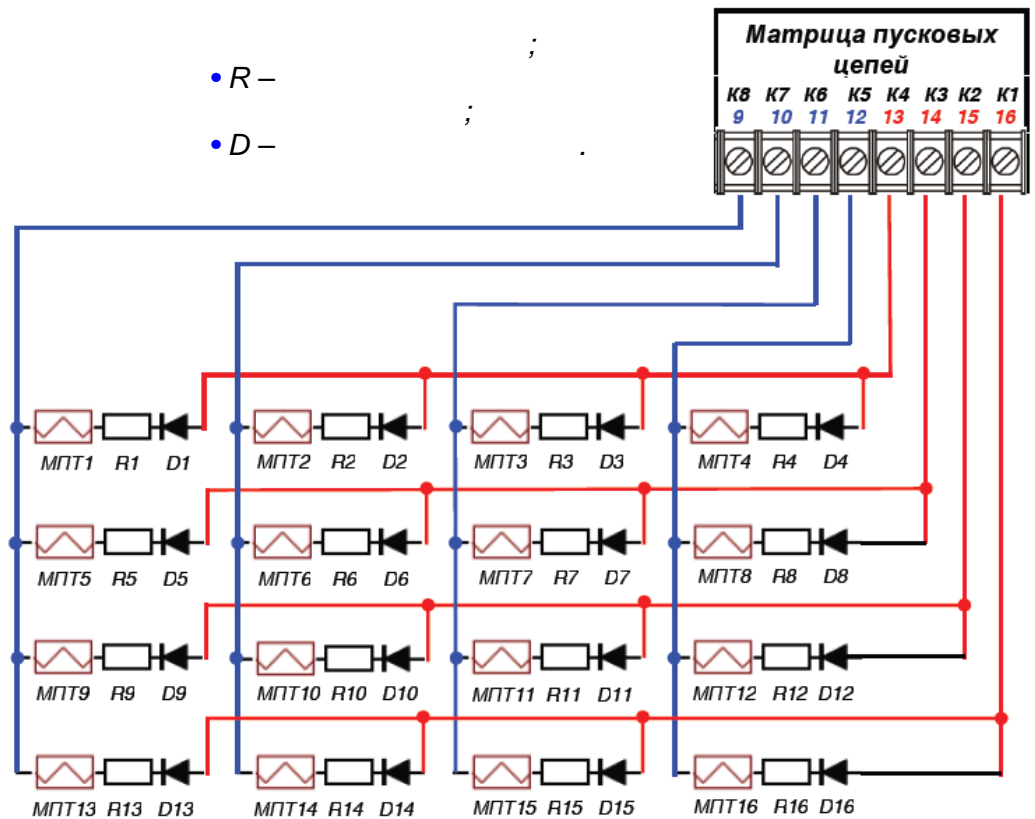 ;
• R –
;
• D – .
Матрица пусковых
цепей
К8 К7 К6 К5 К4 К3 К2 К1
9 10 11 12 13 14 15 16
МПТ1 R1 D1 МПТ2 R2 D2 МПТ3 R3 D3 МПТ4 R4 D4
МПТ5 R5 D5 МПТ6 R6 D6 МПТ7 R7 D7 МПТ8 R8 D8
МПТ9 R9 D9 МПТ10 R10 D10 МПТ11 R11 D11 МПТ12 R12 D12
МПТ13 R13 D13 МПТ14 R14 D14 МПТ15 R15 D15 МПТ16 R16 D16